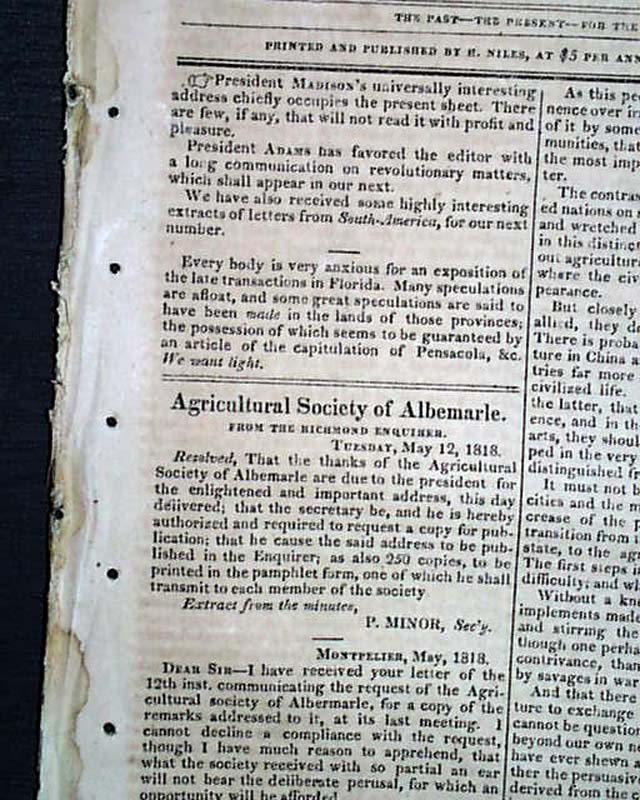 THE PAST—THE PRESENT—FOR THE
PRINTED AND PUBLISHED BY H. NILES, AT $5 PER ANN
☞President MADISON's universally interesting
address chiefly occupies the present sheet. There
are few, if any, that will not read it with profit and
pleasure.
President ADAMS has favored the editor with
a long communication on revolutionary matters,
which shall appear in our next.
We have also received some highly interesting
extracts of letters from South-America, for our next
number.
Every body is very anxious for an exposition of
the late transactions in Florida. Many speculations
are afloat, and some great speculations are said to
have been made in the lands of those provinces;
the possession of which seems to be guaranteed by
an article of the capitulation of Pensacola, &c.
We want light.
Agricultural Society of Albemarle.
FROM THE RICHMOND ENQUIRER.
TUESDAY, May 12, 1818.
Resolved, That the thanks of the Agricultural
Society of Albemarle are due to the president for
the enlightened and important address, this day
delivered; that the secretary be, and he is hereby
authorized and required to request a copy for pub-
lication; that he cause the said address to be pub-
lished in the Enquirer; as also 250 copies, to be
printed in the pamphlet form, one of which he shall
transmit to each member of the society
Extract from the minutes,
P. MINOR, Sec'y.
MONTPELIER, May, 1818.
DEAR SIR—I have received your letter of the
12th inst. communicating the request of the Agri-
cultural society of Albermarle, for a copy of the
remarks addressed to it, at its last meeting. I
cannot decline a compliance with the request,
though I have much reason to apprehend, that
what the society received with so partial an ear
will not bear the deliberate perusal, for which an
opportunity will be afforded.
As this pe
nence over ir
of it by some
munities, that
the most imp
ter.
The contras
ed nations on
and wretched
in this distinct
out agricultur
where the civ
pearance.
But closely
allied, they do
There is proba
ture in China a
tries far more
civilized life.
the latter, that
ence, and in th
arts, they shoul
ped in the very
distinguished fr
It must not b
cities and the m
crease of the
transition from
state, to the agr
The first steps i
difficulty; and wi
Without a kno
implements made
and stirring the
though one perha
contrivance, than
by savages in war
And that there
ture to exchange
cannot be question
beyond our own ne
have ever shewn a
ther the persuasive
derived from the c